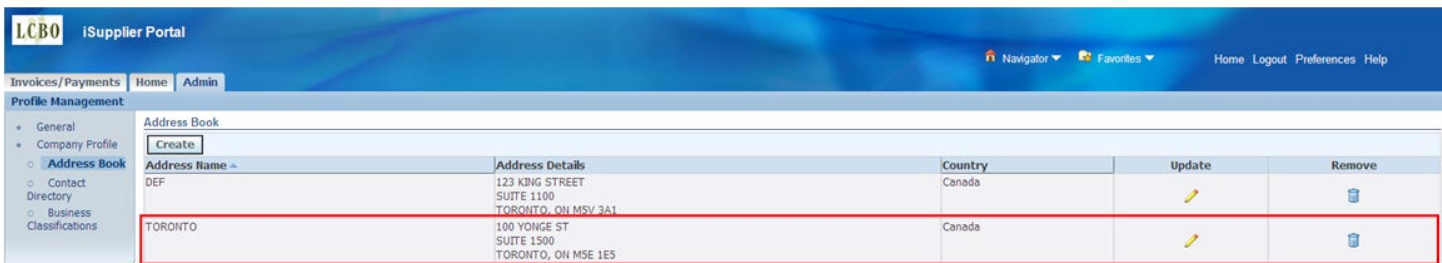 LCBO iSupplier Portal
Navigator Favorites Home Logout Preferences Help
Invoices/Payments Home Admin
Profile Management
General
Company Profile
Address Book
Contact
Directory
Business
Classifications
Address Book
Create
Address Name Address Details Country Update Remove
DEF 123 KING STREET Canada
SUITE 1100
TORONTO, ON M5V 3A1
TORONTO 100 YONGE ST Canada
SUITE 1500
TORONTO, ON M5E 1E5